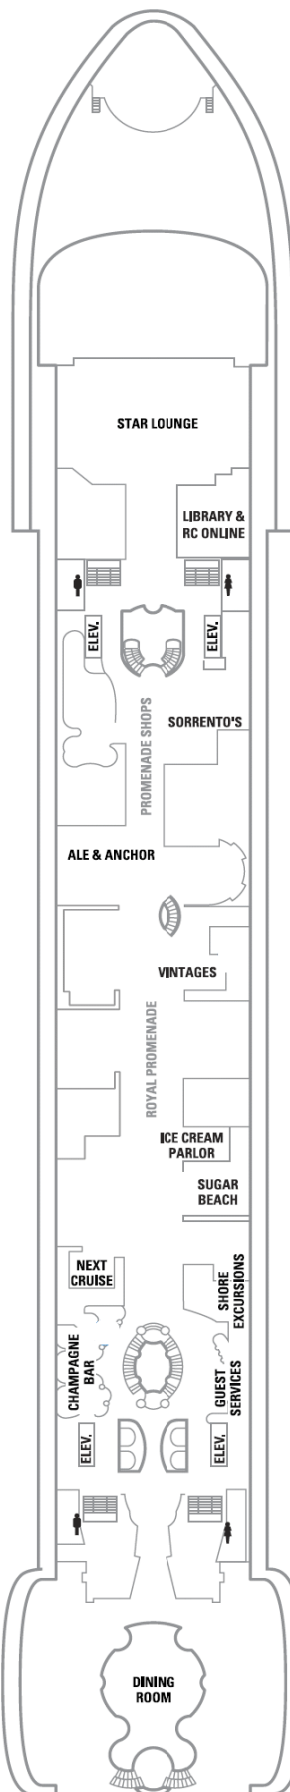 STAR LOUNGE
LIBRARY &
RC ONLINE
ELEV.
ELEV.
PROMENADE SHOPS
SORRENTO'S
ALE & ANCHOR
VINTAGES
ROYAL PROMENADE
ICE CREAM
PARLOR
SUGAR
BEACH
NEXT
CRUISE
SHORE
EXCURSIONS
CHAMPAGNE
BAR
GUEST
SERVICES
ELEV.
ELEV.
DINING
ROOM